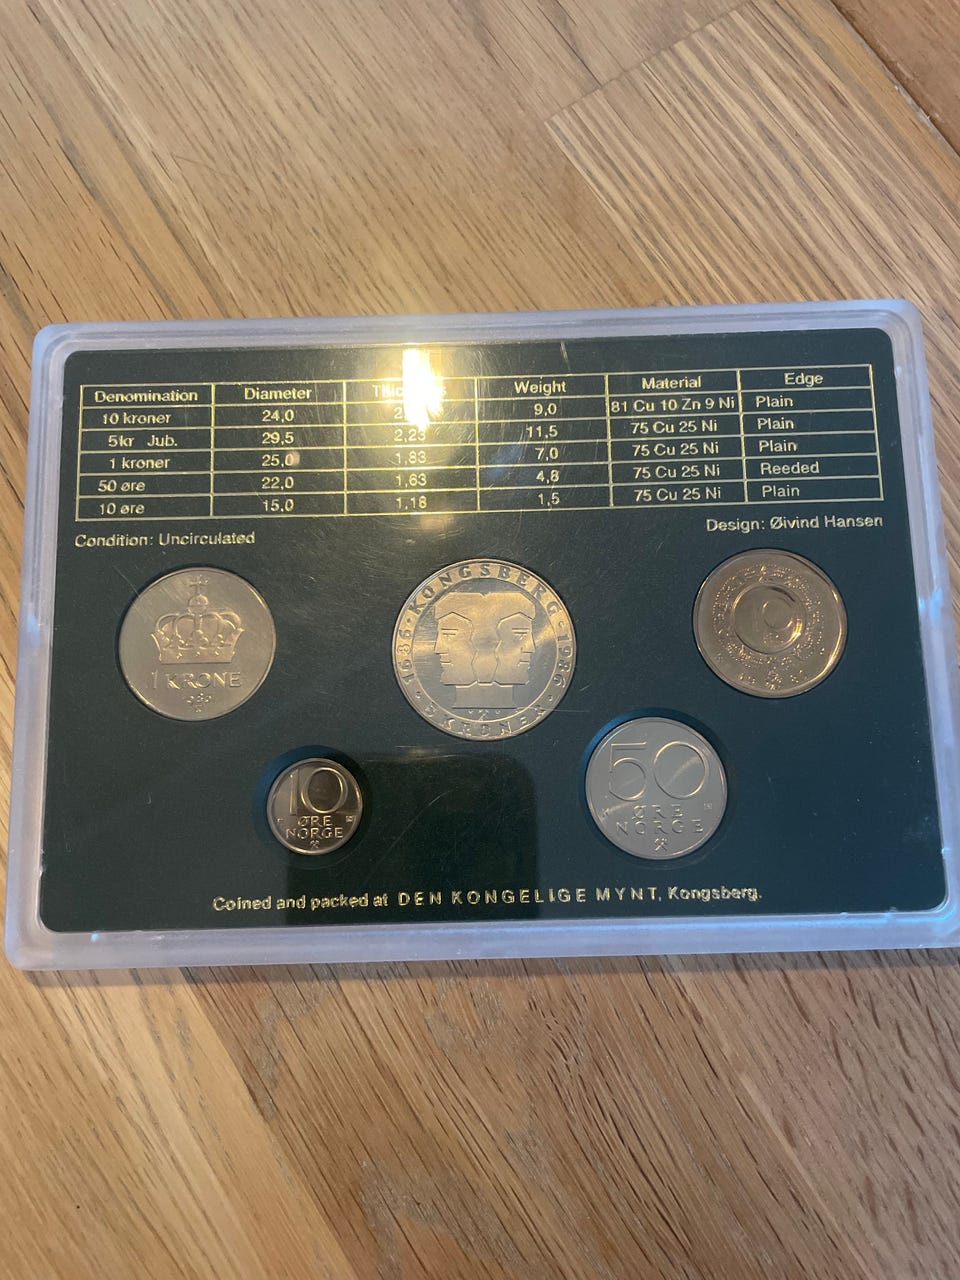 Denomination Diameter Weight Material Edge
10 kroner 24,0 9,0 81 Cu 10 Zn 9 Ni Plain
5kr Jub. 29,5 2,23 11,5 75 Cu 25 Ni Plain
1 kroner 25,0 1,83 7,0 75 Cu 25 Ni Plain
50 øre 22,0 1,63 4,8 75 Cu 25 Ni Reeded
10 øre 15,0 1,18 1,5 75 Cu 25 Ni Plain
Condition: Uncirculated
Design: Øivind Hansen
1 KRONE
1686 · KONGSBERG · 1986
· 5 KRONER ·
10
10
ØRE
NORGE
50
ØRE
NORGE
Coined and packed at DEN KONGELIGE MYNT, Kongsberg.